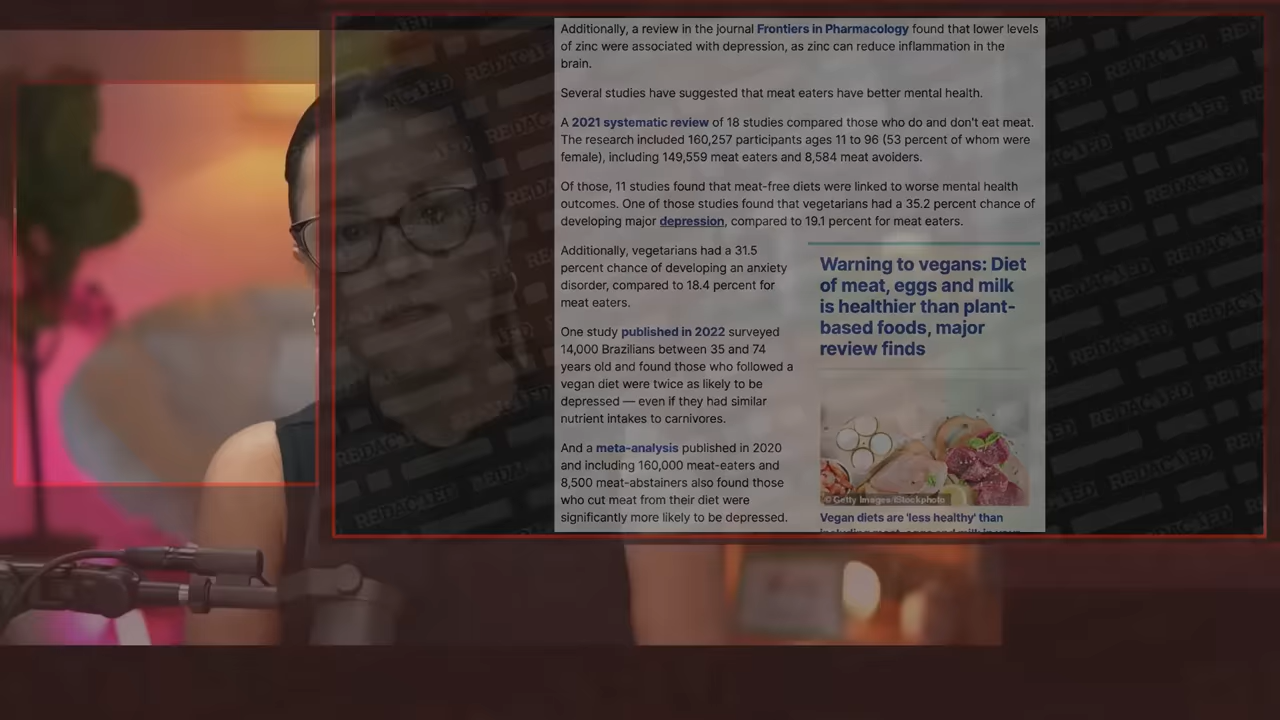 Additionally, a review in the journal Frontiers in Pharmacology found that lower levels
of zinc were associated with depression, as zinc can reduce inflammation in the
brain.
Several studies have suggested that meat eaters have better mental health.
A 2021 systematic review of 18 studies compared those who do and don't eat meat.
The research included 160,257 participants ages 11 to 96 (53 percent of whom were
female), including 149,559 meat eaters and 8,584 meat avoiders.
Of those, 11 studies found that meat-free diets were linked to worse mental health
outcomes. One of those studies found that vegetarians had a 35.2 percent chance of
developing major depression, compared to 19.1 percent for meat eaters.
Additionally, vegetarians had a 31.5
percent chance of developing an anxiety
disorder, compared to 18.4 percent for
meat eaters.
One study published in 2022 surveyed
14,000 Brazilians between 35 and 74
years old and found those who followed a
vegan diet were twice as likely to be
depressed — even if they had similar
nutrient intakes to carnivores.
And a meta-analysis published in 2020
and including 160,000 meat-eaters and
8,500 meat-abstainers also found those
who cut meat from their diet were
significantly more likely to be depressed.
Warning to vegans: Diet
of meat, eggs and milk
is healthier than plant-
based foods, major
review finds
© Getty Images/iStockphoto
Vegan diets are 'less healthy' than
including meat, eggs and milk in your
REDACTED